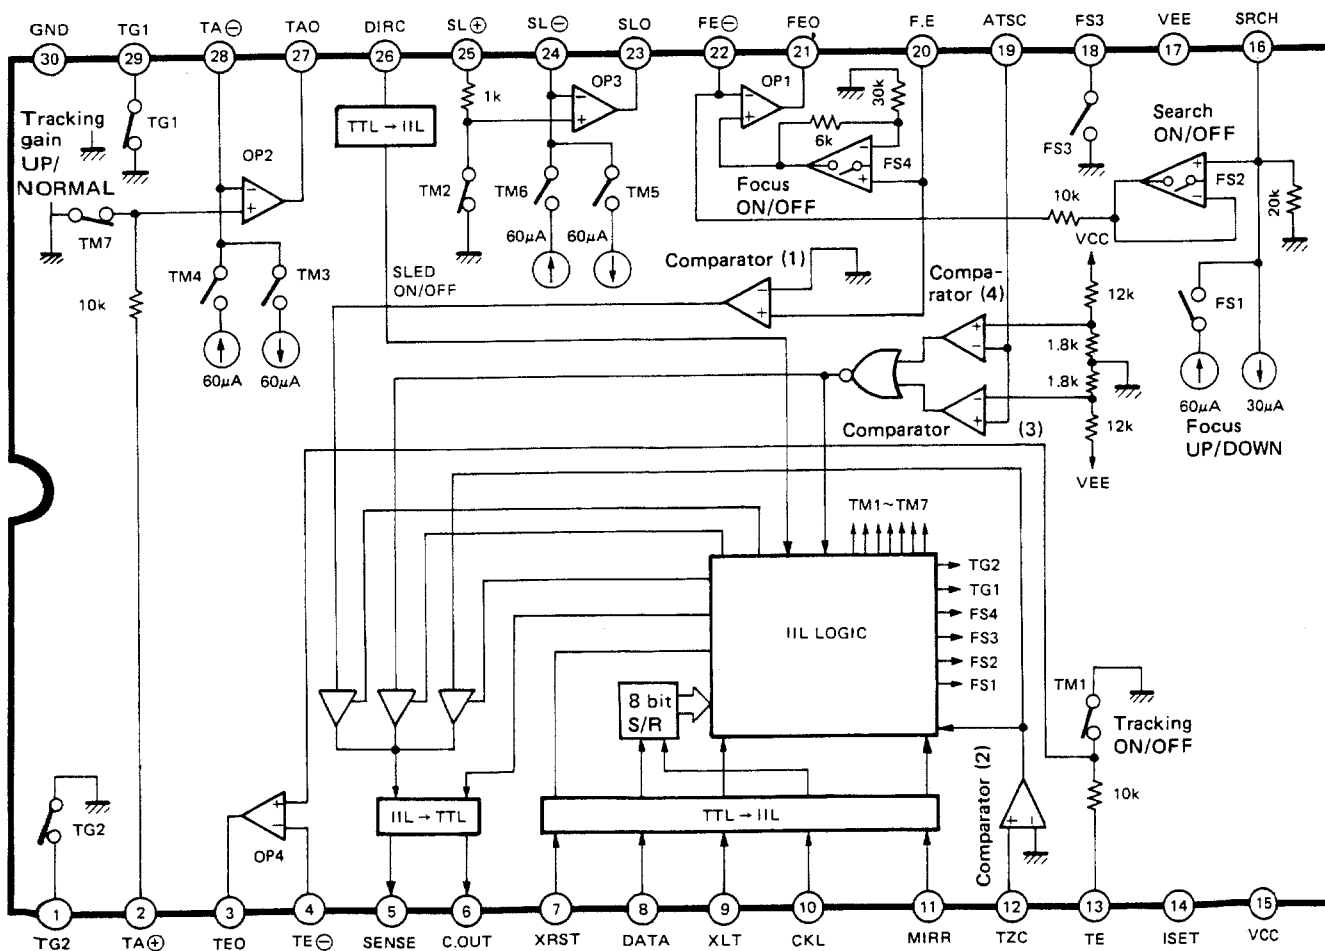 GND TG1 TA⊖ TAO DIRC SL⊕ SL⊖ SLO FE⊖ FEO F.E ATSC FS3 VEE SRCH
30 29 28 27 26 25 24 23 22 21 20 19 18 17 16
Tracking
gain
UP/
NORMAL
TG1
OP2
TM7
10k
TM4
TM3
60μA
60μA
TTL → IIL
SLED
ON/OFF
1k
TM2
OP3
TM6
TM5
60μA
60μA
OP1
30k
6k
FS4
Focus
ON/OFF
FS3
Search
ON/OFF
FS2
20k
10k
VCC
Comparator (1)
Compa-
rator (4)
12k
1.8k
1.8k
12k
VEE
Comparator (3)
FS1
60μA
30μA
Focus
UP/DOWN
TM1~TM7
IIL LOGIC
TG2
TG1
FS4
FS3
FS2
FS1
8 bit
S/R
TM1
Tracking
ON/OFF
10k
Comparator (2)
TG2
OP4
IIL → TTL
TTL → IIL
1 2 3 4 5 6 7 8 9 10 11 12 13 14 15
TG2 TA⊕ TEO TE⊖ SENSE C.OUT XRST DATA XLT CKL MIRR TZC TE ISET VCC